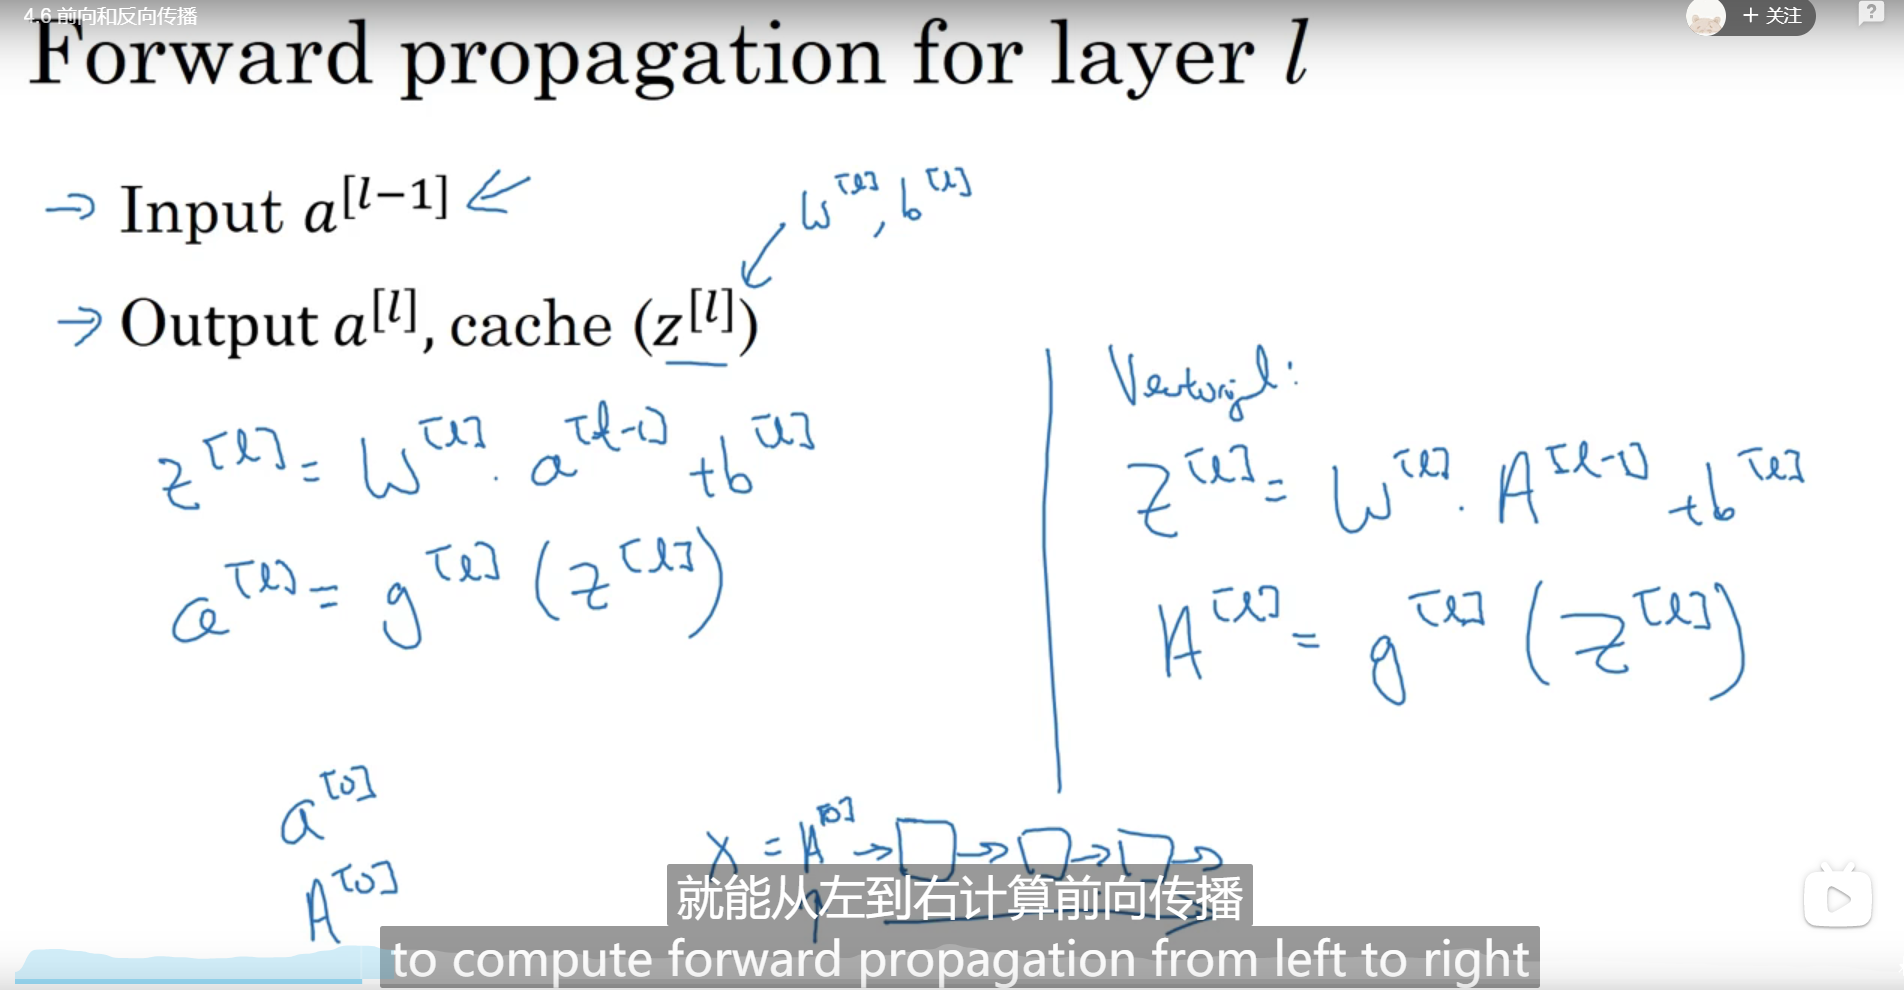 4.6 前向和反向传播
+ 关注
?
Forward propagation for layer l
→ Input a^[l−1]
W^[l], b^[l]
→ Output a^[l], cache (z^[l])
z^[l] = W^[l] · a^[l-1] + b^[l]
a^[l] = g^[l] (z^[l])
Vectorized:
Z^[l] = W^[l] · A^[l-1] + b^[l]
A^[l] = g^[l] (Z^[l])
a^[0]
A^[0]
X = A^[0] → □ → □ → □ →
就能从左到右计算前向传播
to compute forward propagation from left to right